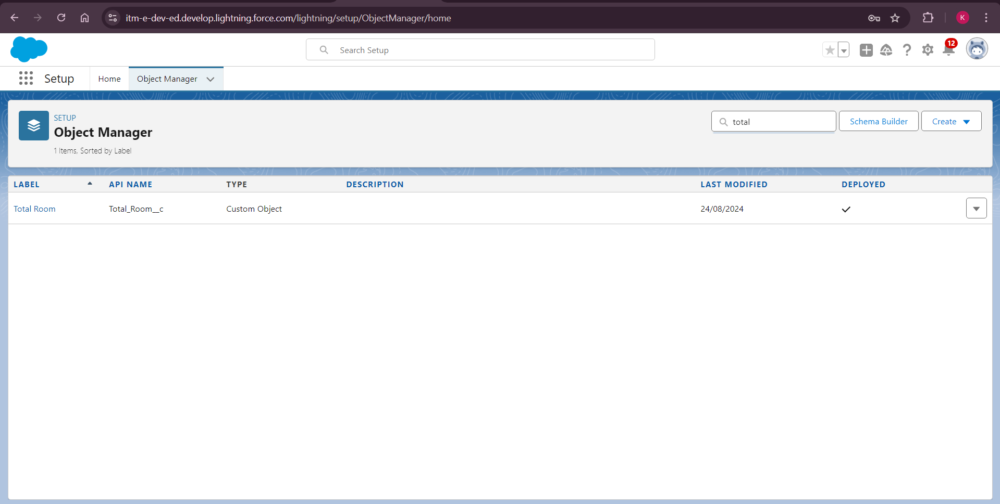 itm-e-dev-ed.develop.lightning.force.com/lightning/setup/ObjectManager/home
K
Search Setup
12
Setup
Home
Object Manager
SETUP
Object Manager
1 Items, Sorted by Label
total
Schema Builder
Create
LABEL API NAME TYPE DESCRIPTION LAST MODIFIED DEPLOYED
Total Room Total_Room__c Custom Object 24/08/2024